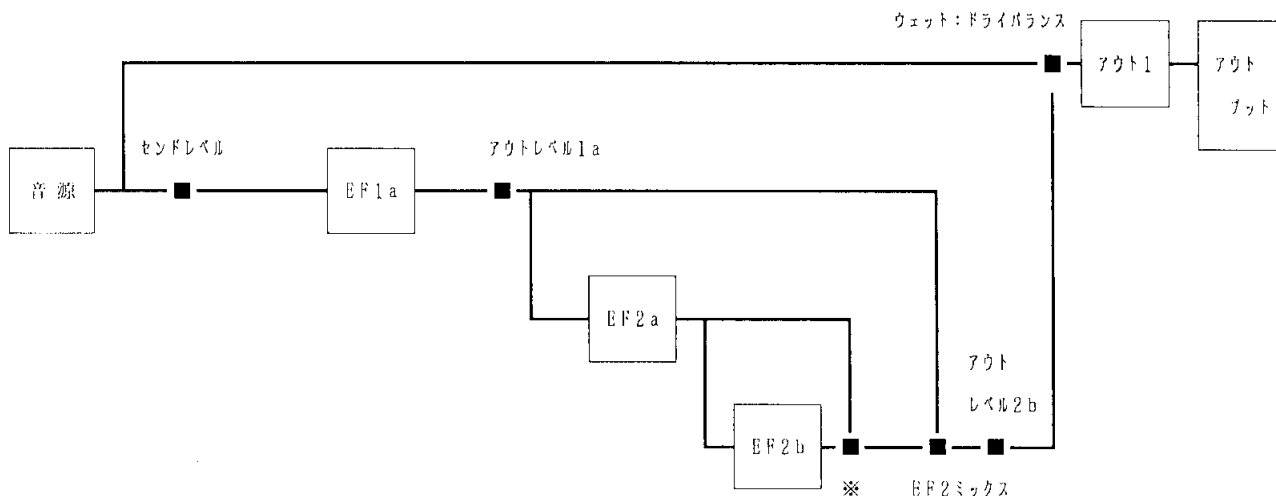 ウェット:ドライバランス
アウト1
アウト
プット
センドレベル
アウトレベル1a
音源
EF1a
EF2a
アウト
レベル2b
EF2b
※
EF2ミックス